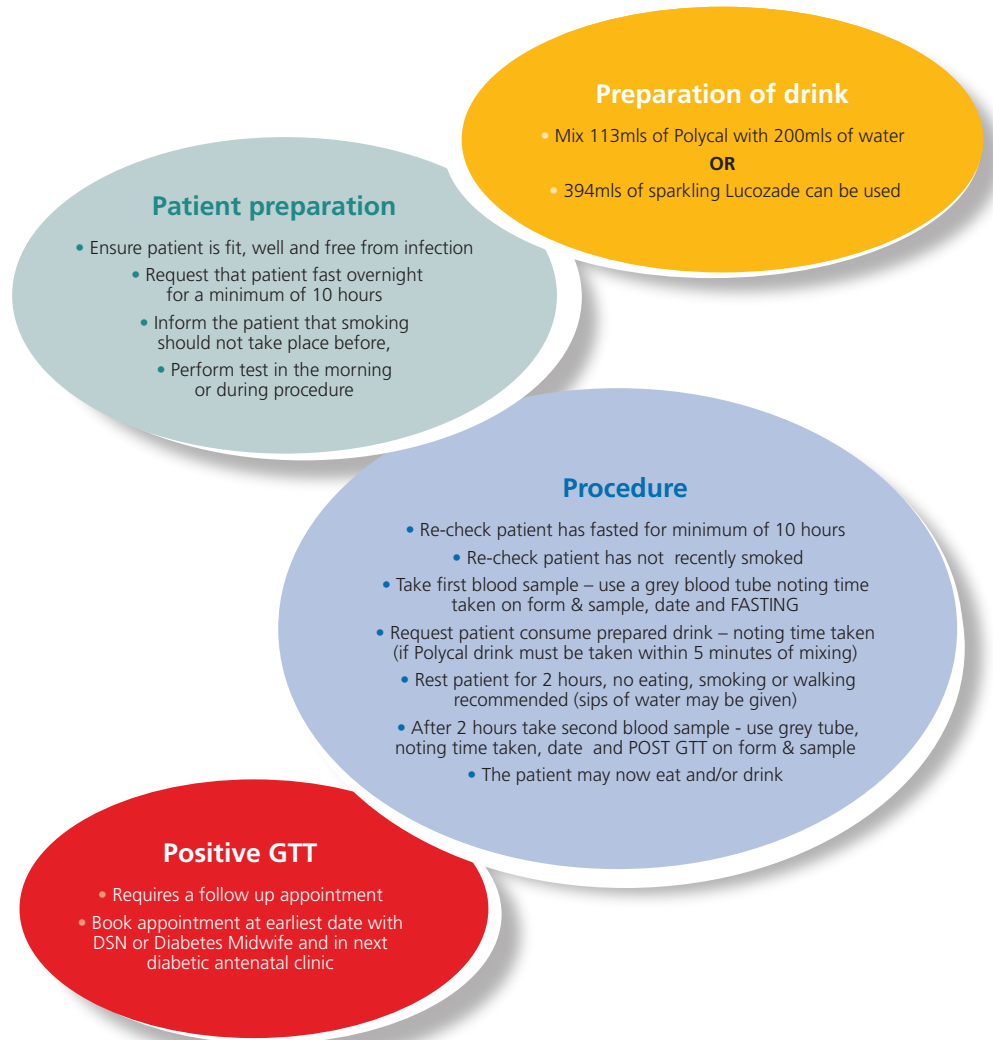 Preparation of drink
• Mix 113mls of Polycal with 200mls of water
OR
• 394mls of sparkling Lucozade can be used
Patient preparation
• Ensure patient is fit, well and free from infection
• Request that patient fast overnight
for a minimum of 10 hours
• Inform the patient that smoking
should not take place before,
• Perform test in the morning
or during procedure
Procedure
• Re-check patient has fasted for minimum of 10 hours
• Re-check patient has not recently smoked
• Take first blood sample – use a grey blood tube noting time
taken on form & sample, date and FASTING
• Request patient consume prepared drink – noting time taken
(if Polycal drink must be taken within 5 minutes of mixing)
• Rest patient for 2 hours, no eating, smoking or walking
recommended (sips of water may be given)
• After 2 hours take second blood sample - use grey tube,
noting time taken, date and POST GTT on form & sample
• The patient may now eat and/or drink
Positive GTT
• Requires a follow up appointment
• Book appointment at earliest date with
DSN or Diabetes Midwife and in next
diabetic antenatal clinic